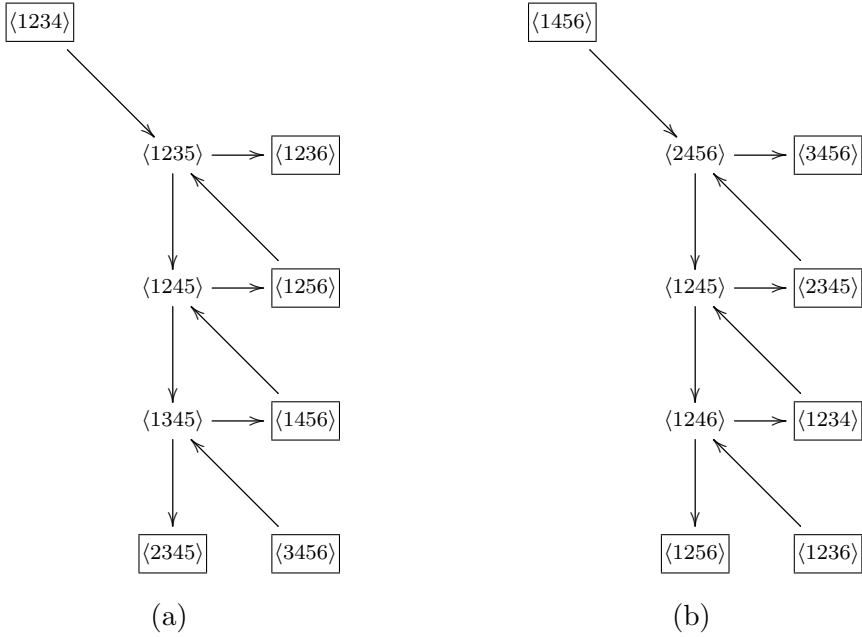 ⟨1234⟩ ⟨1456⟩
⟨1235⟩ ⟨1236⟩ ⟨2456⟩ ⟨3456⟩
⟨1245⟩ ⟨1256⟩ ⟨1245⟩ ⟨2345⟩
⟨1345⟩ ⟨1456⟩ ⟨1246⟩ ⟨1234⟩
⟨2345⟩ ⟨3456⟩ ⟨1256⟩ ⟨1236⟩
(a) (b)